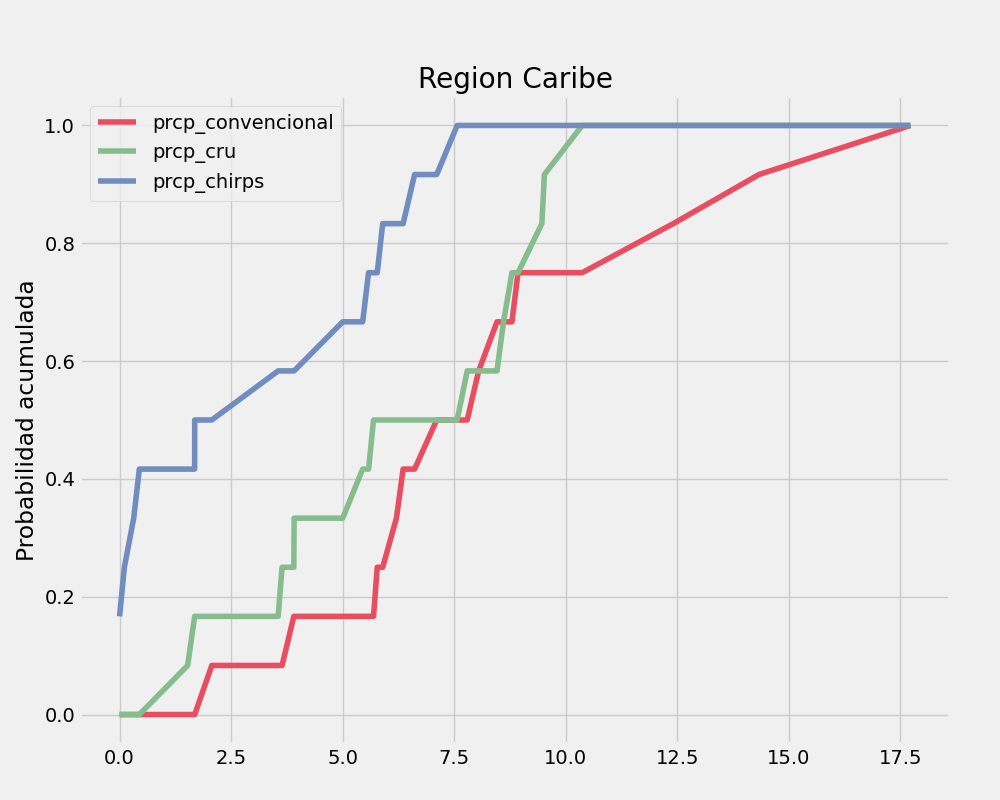 Region Caribe
prcp_convencional
prcp_cru
prcp_chirps
Probabilidad acumulada
1.0
0.8
0.6
0.4
0.2
0.0
0.0 2.5 5.0 7.5 10.0 12.5 15.0 17.5